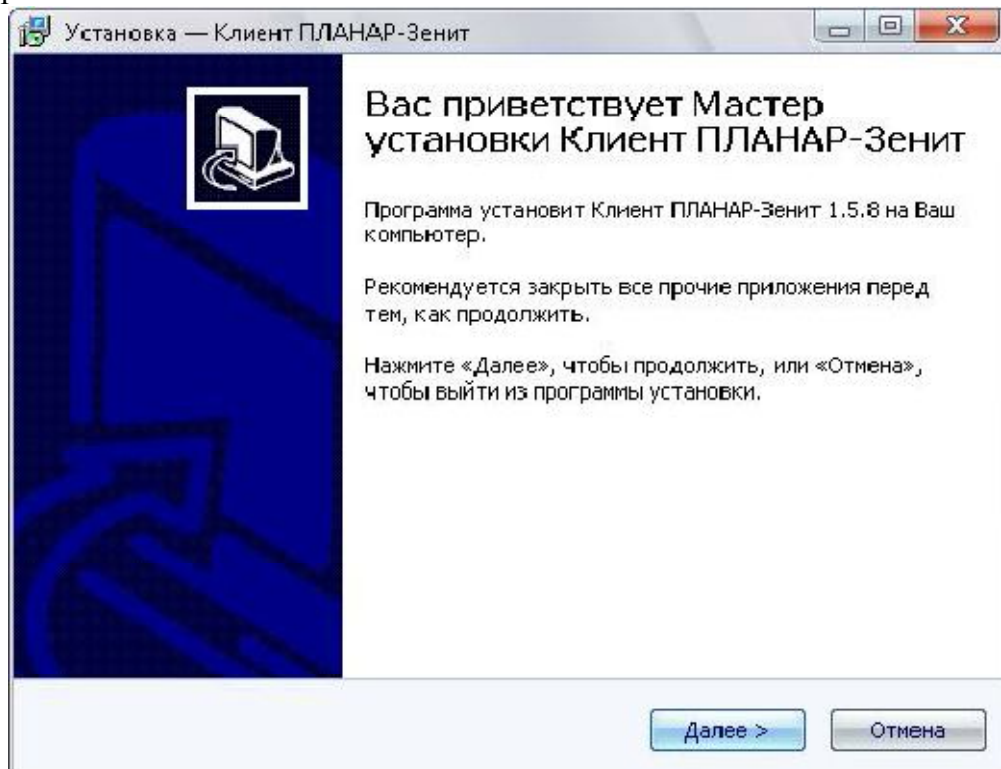 Установка — Клиент ПЛАНАР-Зенит
Вас приветствует Мастер
установки Клиент ПЛАНАР-Зенит
Программа установит Клиент ПЛАНАР-Зенит 1.5.8 на Ваш
компьютер.
Рекомендуется закрыть все прочие приложения перед
тем, как продолжить.
Нажмите «Далее», чтобы продолжить, или «Отмена»,
чтобы выйти из программы установки.
Далее >
Отмена